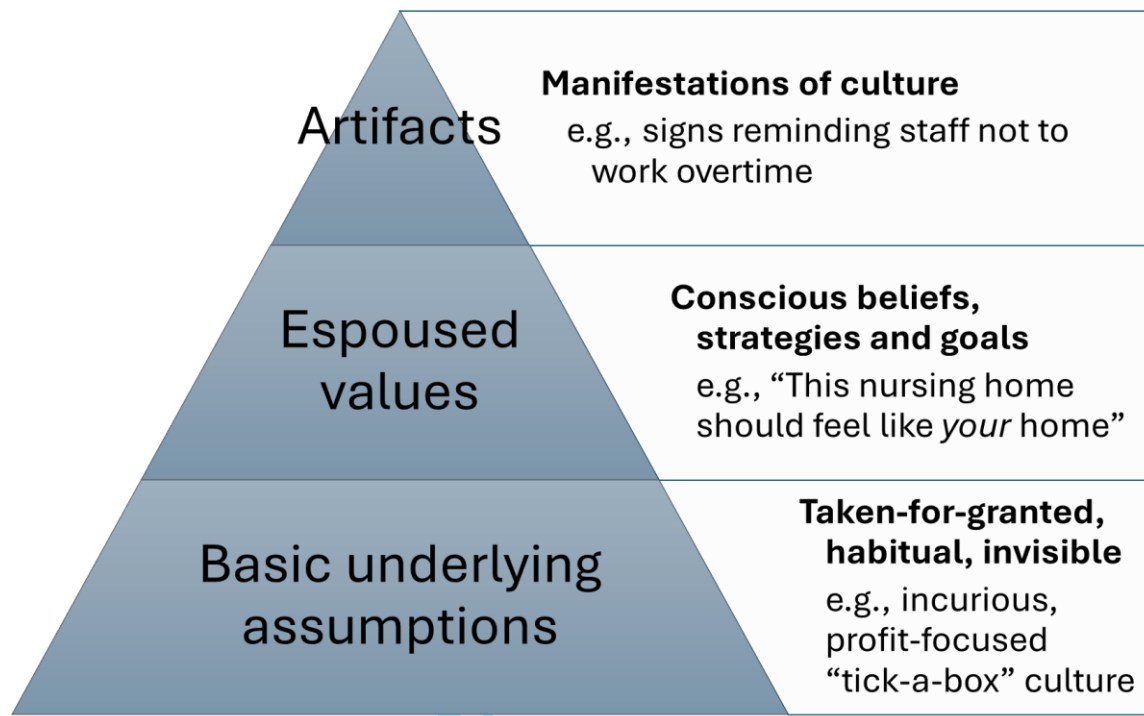 Artifacts
Manifestations of culture
e.g., signs reminding staff not to
work overtime
Espoused
values
Conscious beliefs,
strategies and goals
e.g., “This nursing home
should feel like your home”
Basic underlying
assumptions
Taken-for-granted,
habitual, invisible
e.g., incurious,
profit-focused
“tick-a-box” culture